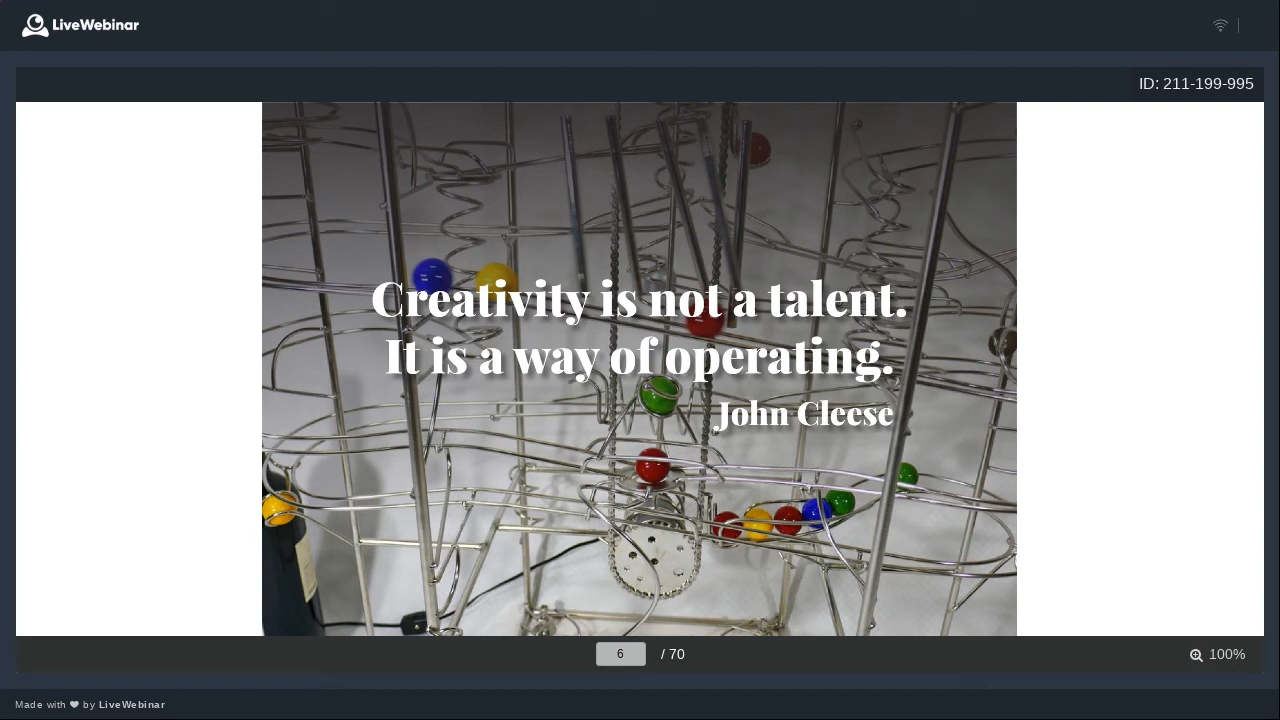 LiveWebinar
ID: 211-199-995
Creativity is not a talent.
It is a way of operating.
John Cleese
6 / 70
100%
Made with ❤ by LiveWebinar